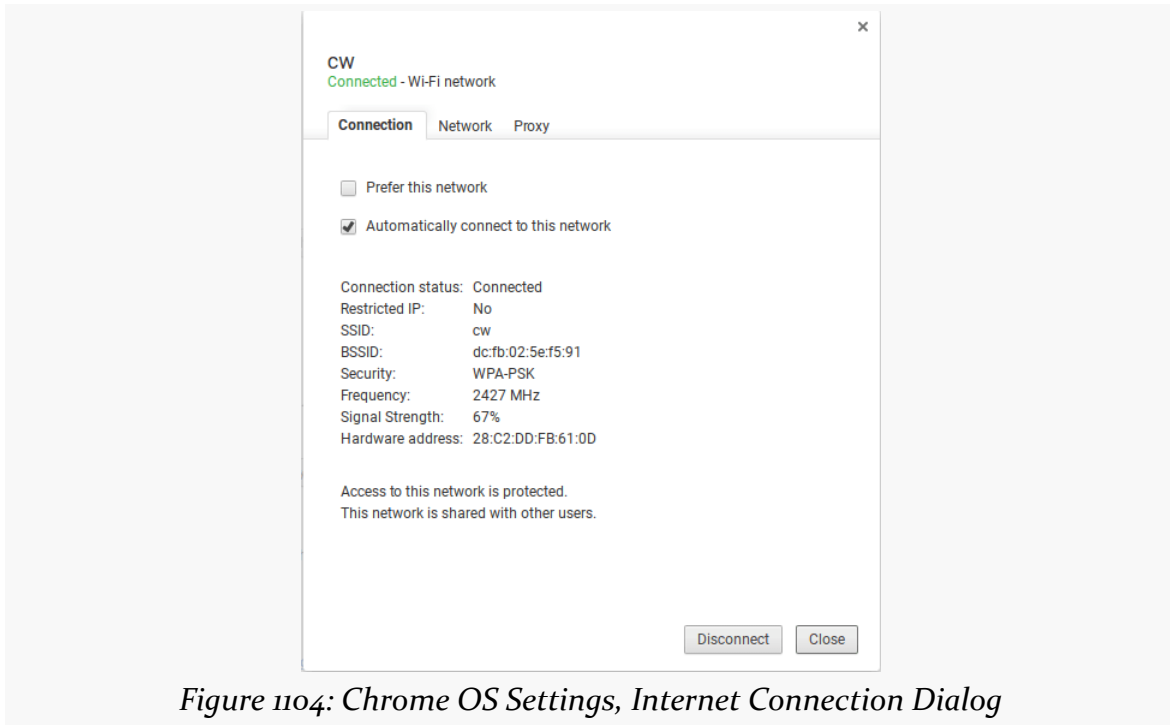 ×
CW
Connected - Wi-Fi network
Connection Network Proxy
Prefer this network
Automatically connect to this network
Connection status: Connected
Restricted IP: No
SSID: cw
BSSID: dc:fb:02:5e:f5:91
Security: WPA-PSK
Frequency: 2427 MHz
Signal Strength: 67%
Hardware address: 28:C2:DD:FB:61:0D
Access to this network is protected.
This network is shared with other users.
Disconnect Close
Figure 1104: Chrome OS Settings, Internet Connection Dialog